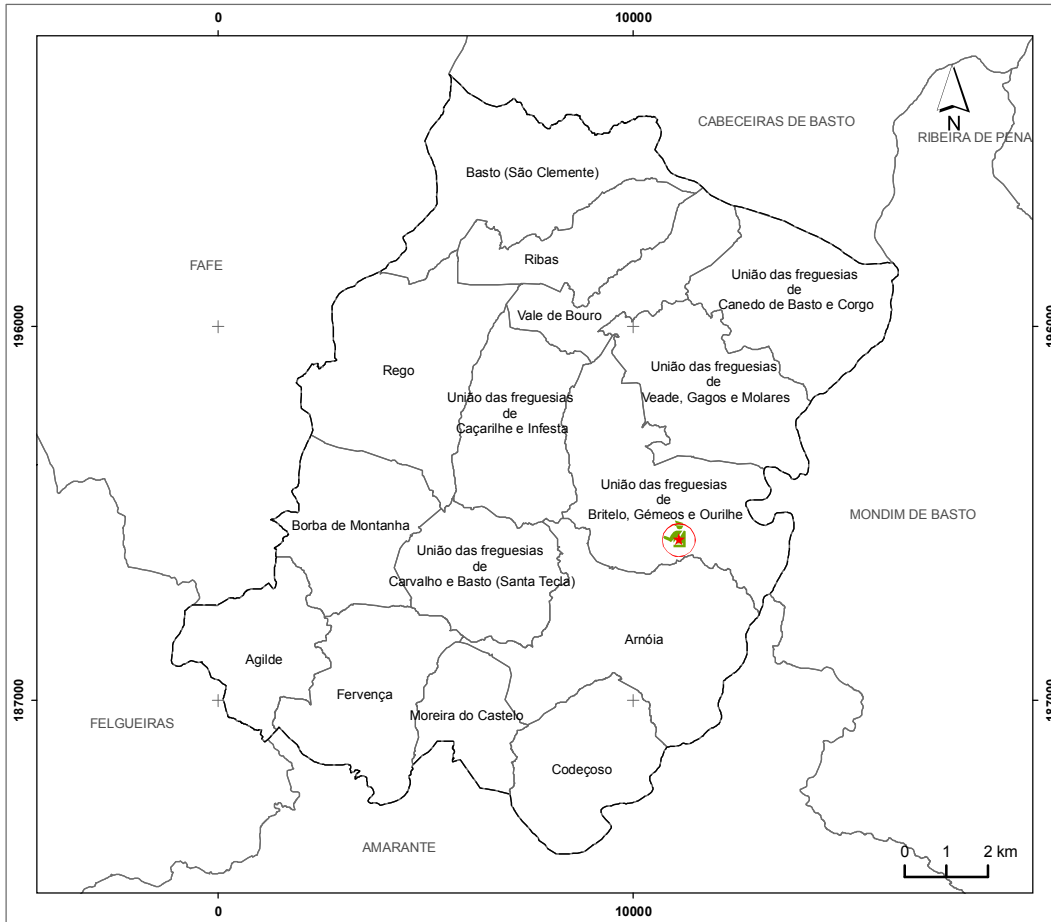 0
10000
CABECEIRAS DE BASTO
N
RIBEIRA DE PENA
Basto (São Clemente)
FAFE
Ribas
União das freguesias
de
Canedo de Basto e Corgo
196000
Vale de Bouro
196000
Rego
União das freguesias
de
Veade, Gagos e Molares
União das freguesias
de
Caçarilhe e Infesta
União das freguesias
de
Britelo, Gémeos e Ourilhe
MONDIM DE BASTO
Borba de Montanha
União das freguesias
de
Carvalho e Basto (Santa Tecla)
Arnóia
Agilde
Fervença
187000
187000
Moreira do Castelo
FELGUEIRAS
Codeçoso
AMARANTE
0 1 2 km
0
10000